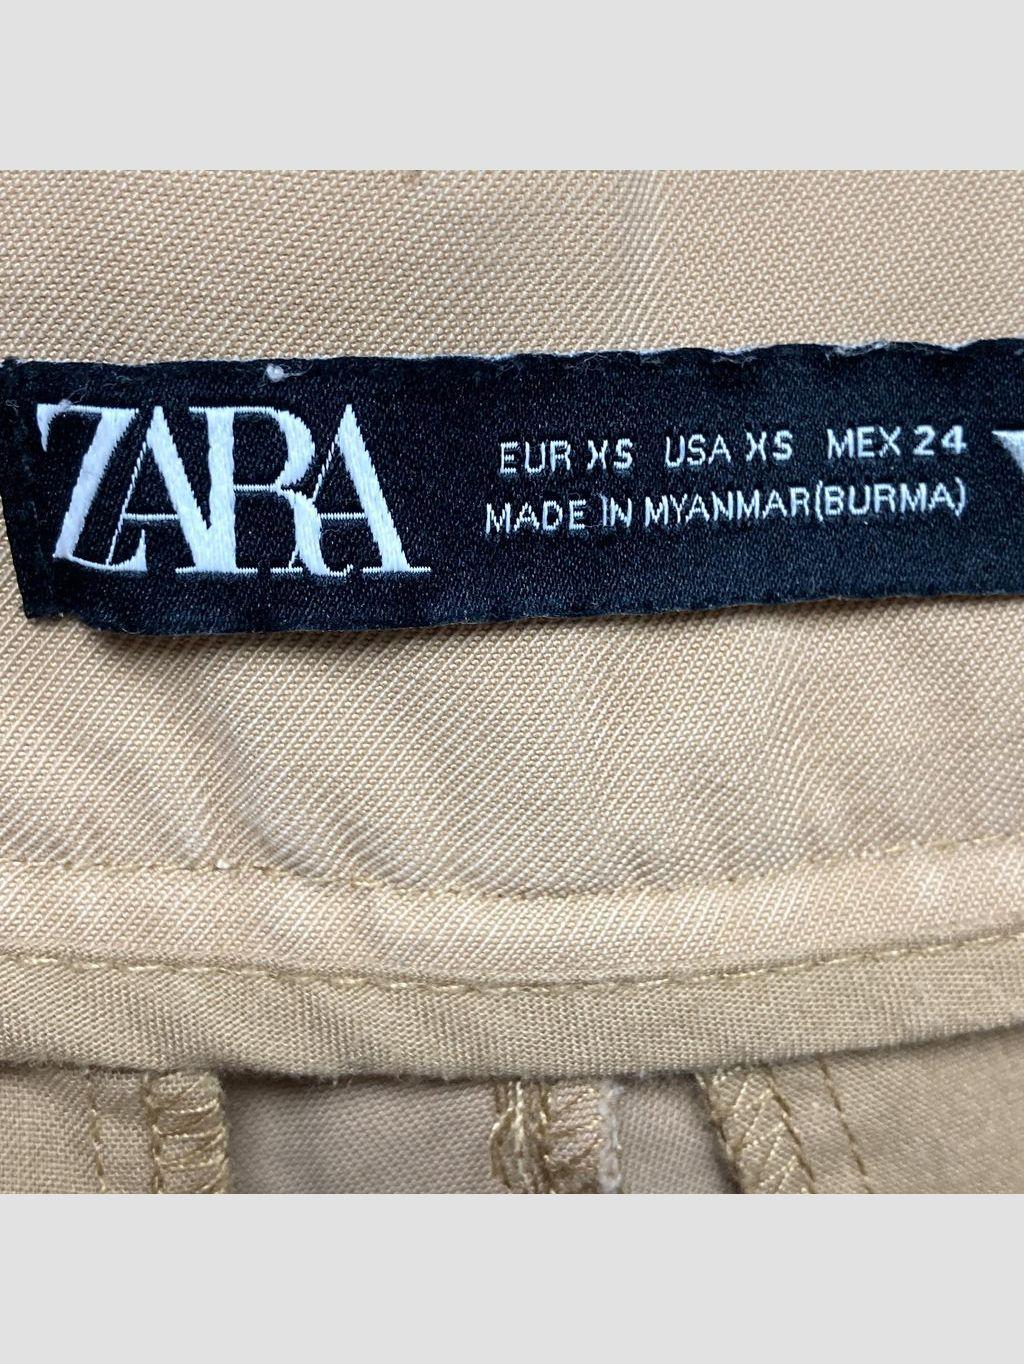 ZARA
EUR XS USA XS MEX 24
MADE IN MYANMAR(BURMA)